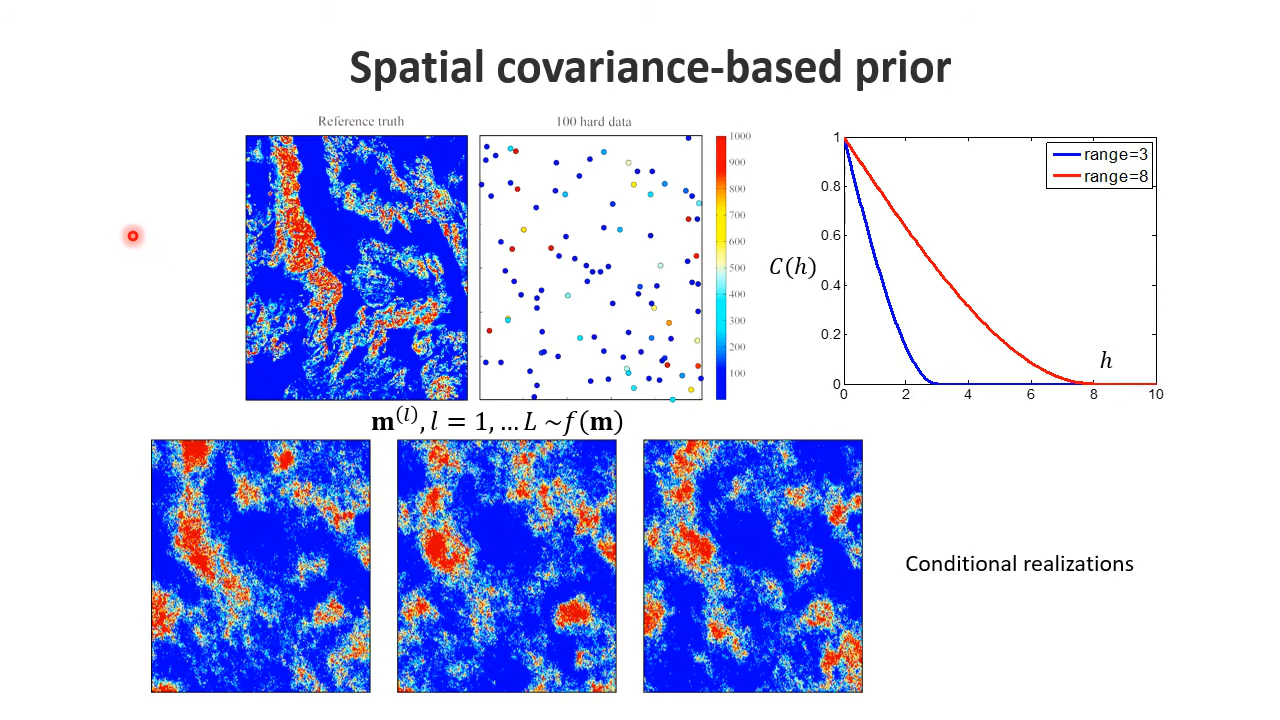 Spatial covariance-based prior
Reference truth
100 hard data
1000
900
800
700
600
500
400
300
200
100
C(h)
1
0.8
0.6
0.4
0.2
0
0 2 4 6 8 10
h
range=3
range=8
𝐦^(l), l = 1, …L ~f(𝐦)
Conditional realizations